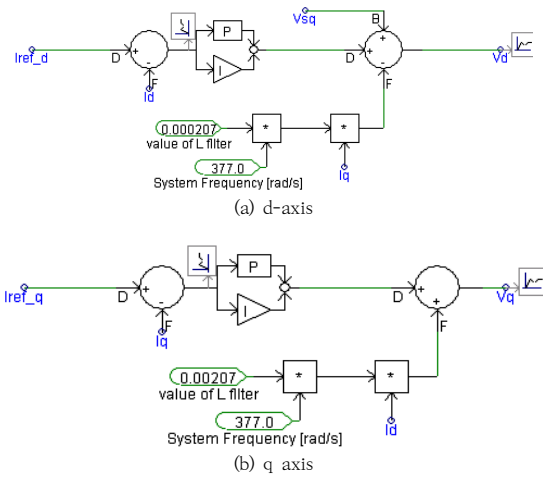 Vsq
B
+
+
-
Iref_d
D
+
-
F
Id
P
I
D
F
Vd
0.000207
*
*
value of L filter
377.0
System Frequency [rad/s]
Iq
(a) d-axis
Iref_q
D
+
-
F
Iq
P
I
D
+
+
F
Vq
0.00207
*
*
value of L filter
377.0
System Frequency [rad/s]
Id
(b) q axis